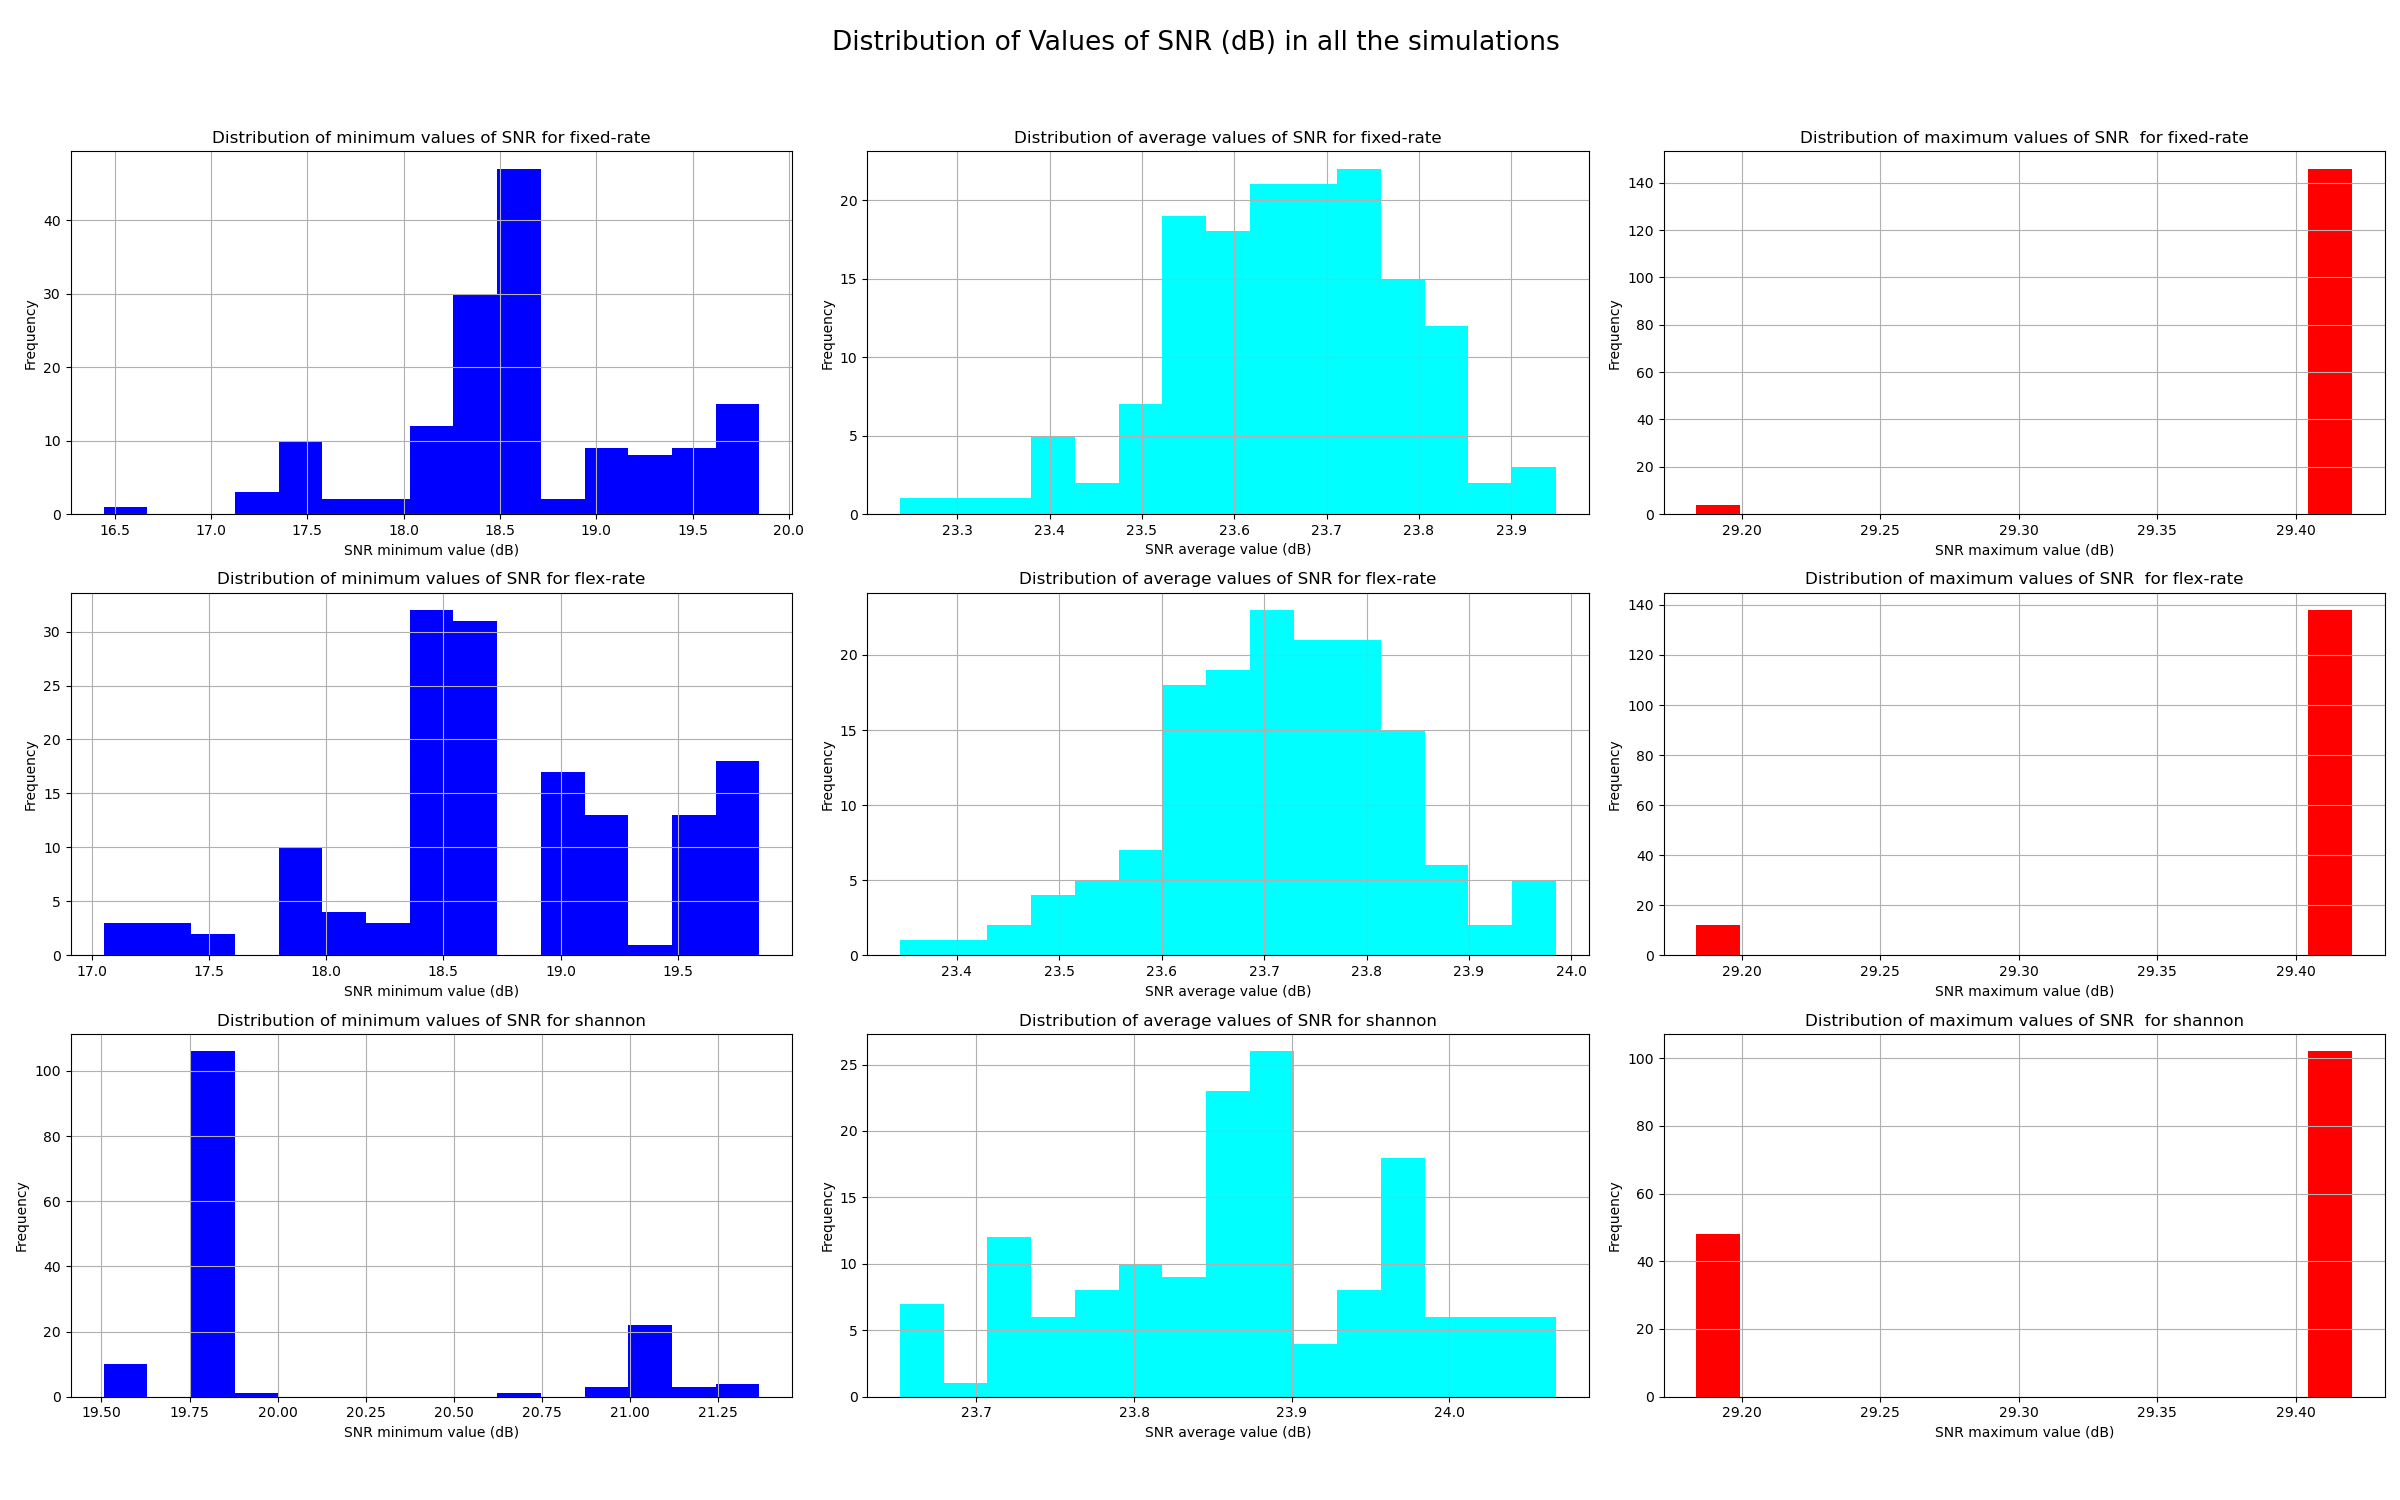 Distribution of Values of SNR (dB) in all the simulations
Distribution of minimum values of SNR for fixed-rate
Frequency
0
10
20
30
40
16.5 17.0 17.5 18.0 18.5 19.0 19.5 20.0
SNR minimum value (dB)
Distribution of average values of SNR for fixed-rate
Frequency
0
5
10
15
20
23.3 23.4 23.5 23.6 23.7 23.8 23.9
SNR average value (dB)
Distribution of maximum values of SNR  for fixed-rate
Frequency
0
20
40
60
80
100
120
140
29.20 29.25 29.30 29.35 29.40
SNR maximum value (dB)
Distribution of minimum values of SNR for flex-rate
Frequency
0
5
10
15
20
25
30
17.0 17.5 18.0 18.5 19.0 19.5
SNR minimum value (dB)
Distribution of average values of SNR for flex-rate
Frequency
0
5
10
15
20
23.4 23.5 23.6 23.7 23.8 23.9 24.0
SNR average value (dB)
Distribution of maximum values of SNR  for flex-rate
Frequency
0
20
40
60
80
100
120
140
29.20 29.25 29.30 29.35 29.40
SNR maximum value (dB)
Distribution of minimum values of SNR for shannon
Frequency
0
20
40
60
80
100
19.50 19.75 20.00 20.25 20.50 20.75 21.00 21.25
SNR minimum value (dB)
Distribution of average values of SNR for shannon
Frequency
0
5
10
15
20
25
23.7 23.8 23.9 24.0
SNR average value (dB)
Distribution of maximum values of SNR  for shannon
Frequency
0
20
40
60
80
100
29.20 29.25 29.30 29.35 29.40
SNR maximum value (dB)